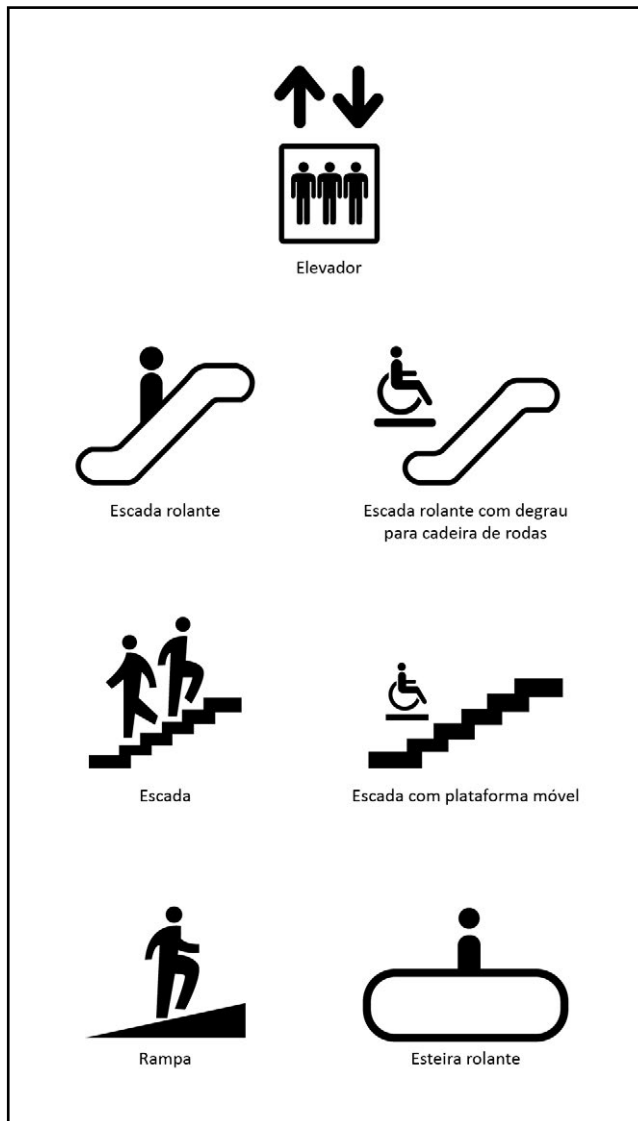 Elevador
Escada rolante
Escada rolante com degrau
para cadeira de rodas
Escada
Escada com plataforma móvel
Rampa
Esteira rolante